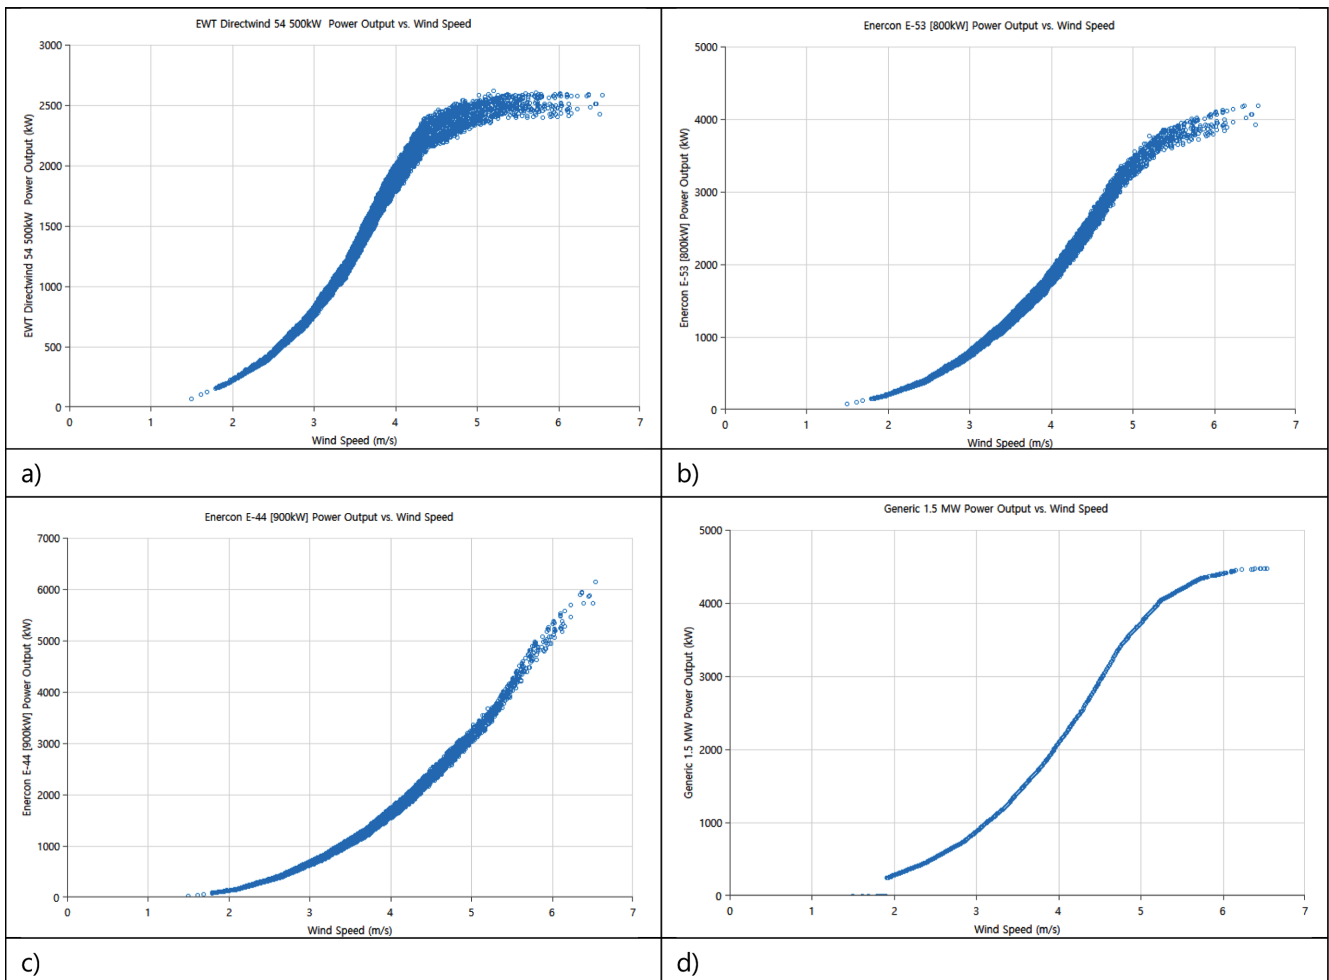 EWT Directwind 54 500kW  Power Output vs. Wind Speed
EWT Directwind 54 500kW  Power Output (kW)
3000
2500
2000
1500
1000
500
0
0 1 2 3 4 5 6 7
Wind Speed (m/s)
a)
Enercon E-53 [800kW] Power Output vs. Wind Speed
Enercon E-53 [800kW] Power Output (kW)
5000
4000
3000
2000
1000
0
0 1 2 3 4 5 6 7
Wind Speed (m/s)
b)
Enercon E-44 [900kW] Power Output vs. Wind Speed
Enercon E-44 [900kW] Power Output (kW)
7000
6000
5000
4000
3000
2000
1000
0
0 1 2 3 4 5 6 7
Wind Speed (m/s)
c)
Generic 1.5 MW Power Output vs. Wind Speed
Generic 1.5 MW Power Output (kW)
5000
4000
3000
2000
1000
0
0 1 2 3 4 5 6 7
Wind Speed (m/s)
d)